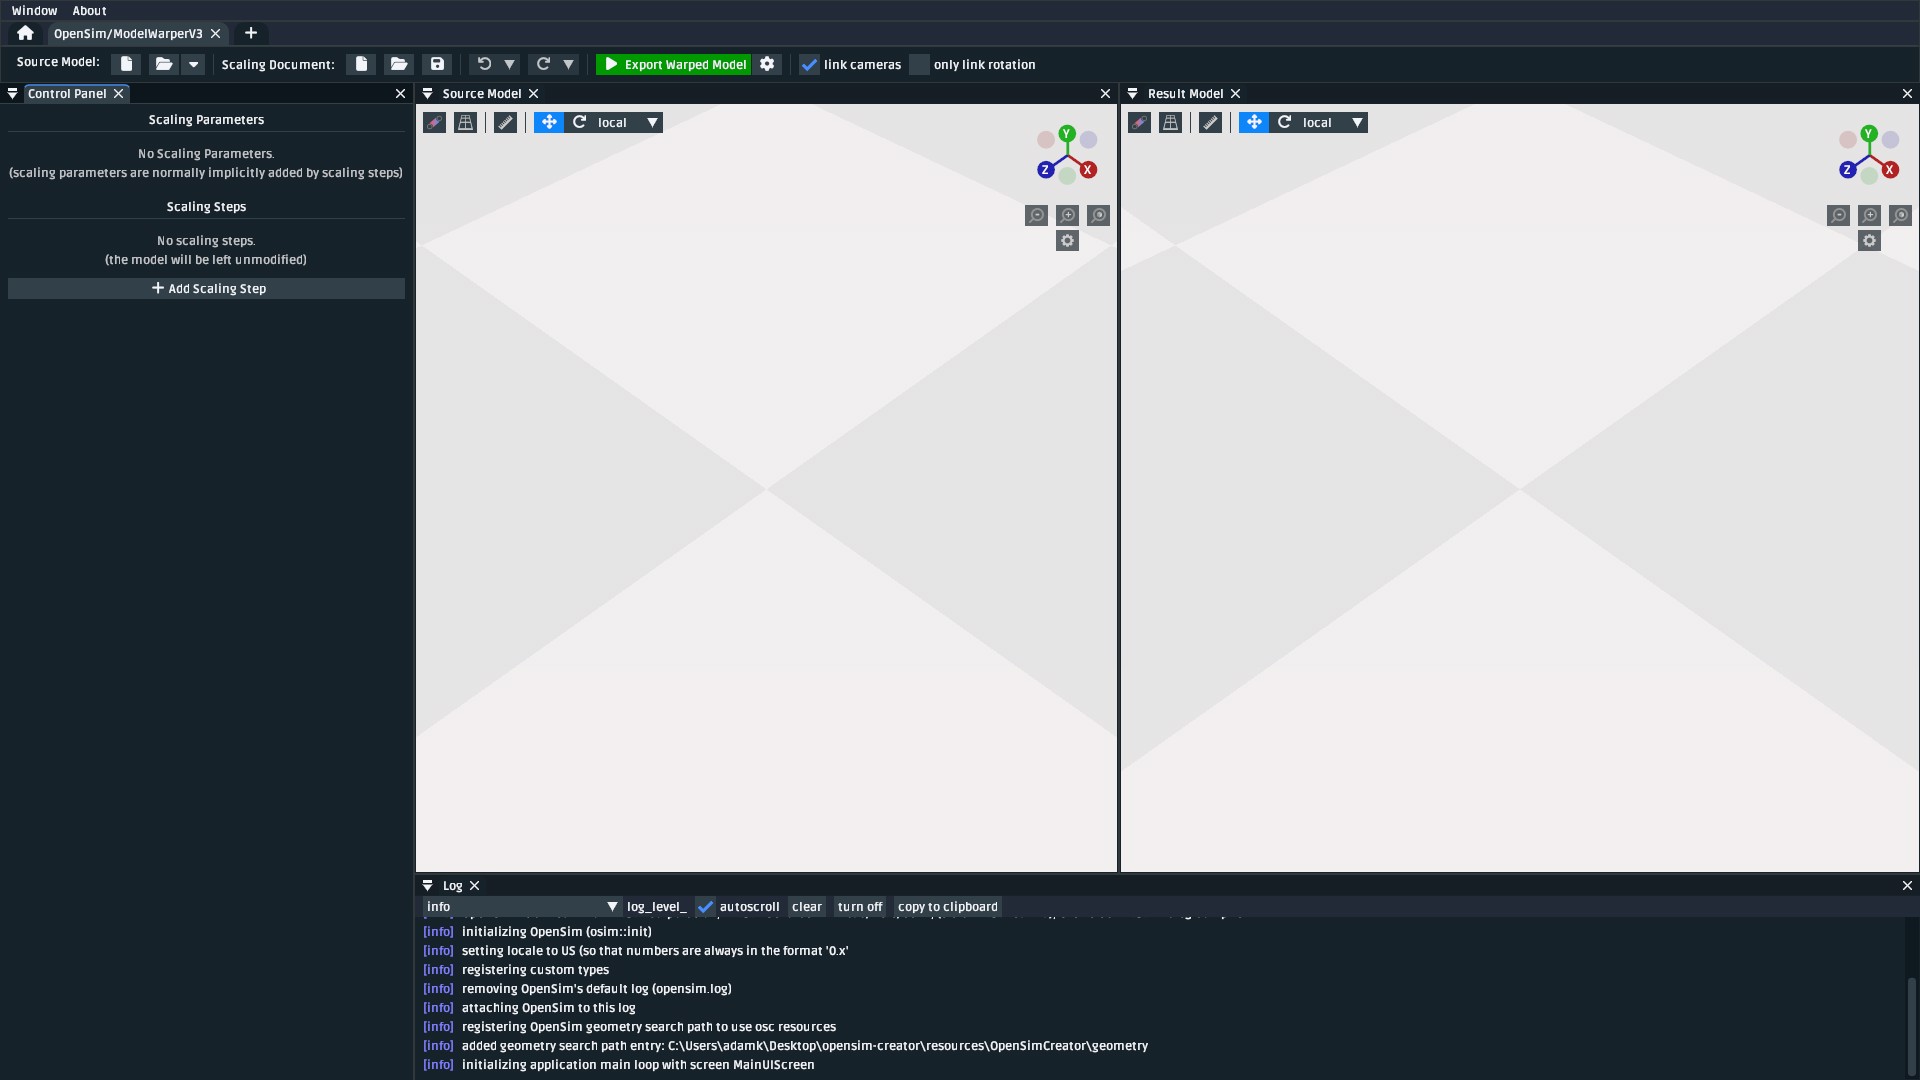 Window About
OpenSim/ModelWarperV3
Source Model: Scaling Document: Export Warped Model link cameras only link rotation
Control Panel
Scaling Parameters
No Scaling Parameters.
(scaling parameters are normally implicitly added by scaling steps)
Scaling Steps
No scaling steps.
(the model will be left unmodified)
Add Scaling Step
Source Model
local
Y
Z X
Result Model
local
Y
Z X
Log
info log_level_ autoscroll clear turn off copy to clipboard
[info] initializing OpenSim (osim::init)
[info] setting locale to US (so that numbers are always in the format '0.x'
[info] registering custom types
[info] removing OpenSim's default log (opensim.log)
[info] attaching OpenSim to this log
[info] registering OpenSim geometry search path to use osc resources
[info] added geometry search path entry: C:\Users\adamk\Desktop\opensim-creator\resources\OpenSimCreator\geometry
[info] initializing application main loop with screen MainUIScreen